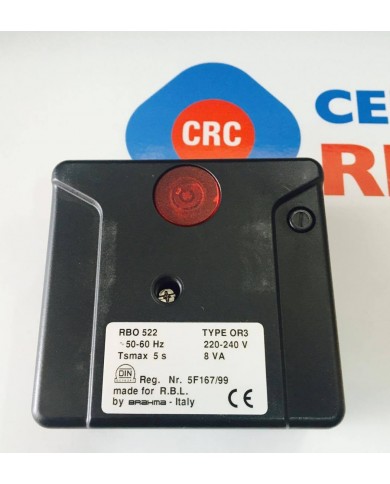 CRC
CE
R
RBO 522 TYPE OR3
~50-60 Hz 220-240 V
Tsmax 5 s 8 VA
DIN Reg. Nr. 5F167/99
made for R.B.L.
by BRAHMA - Italy CE